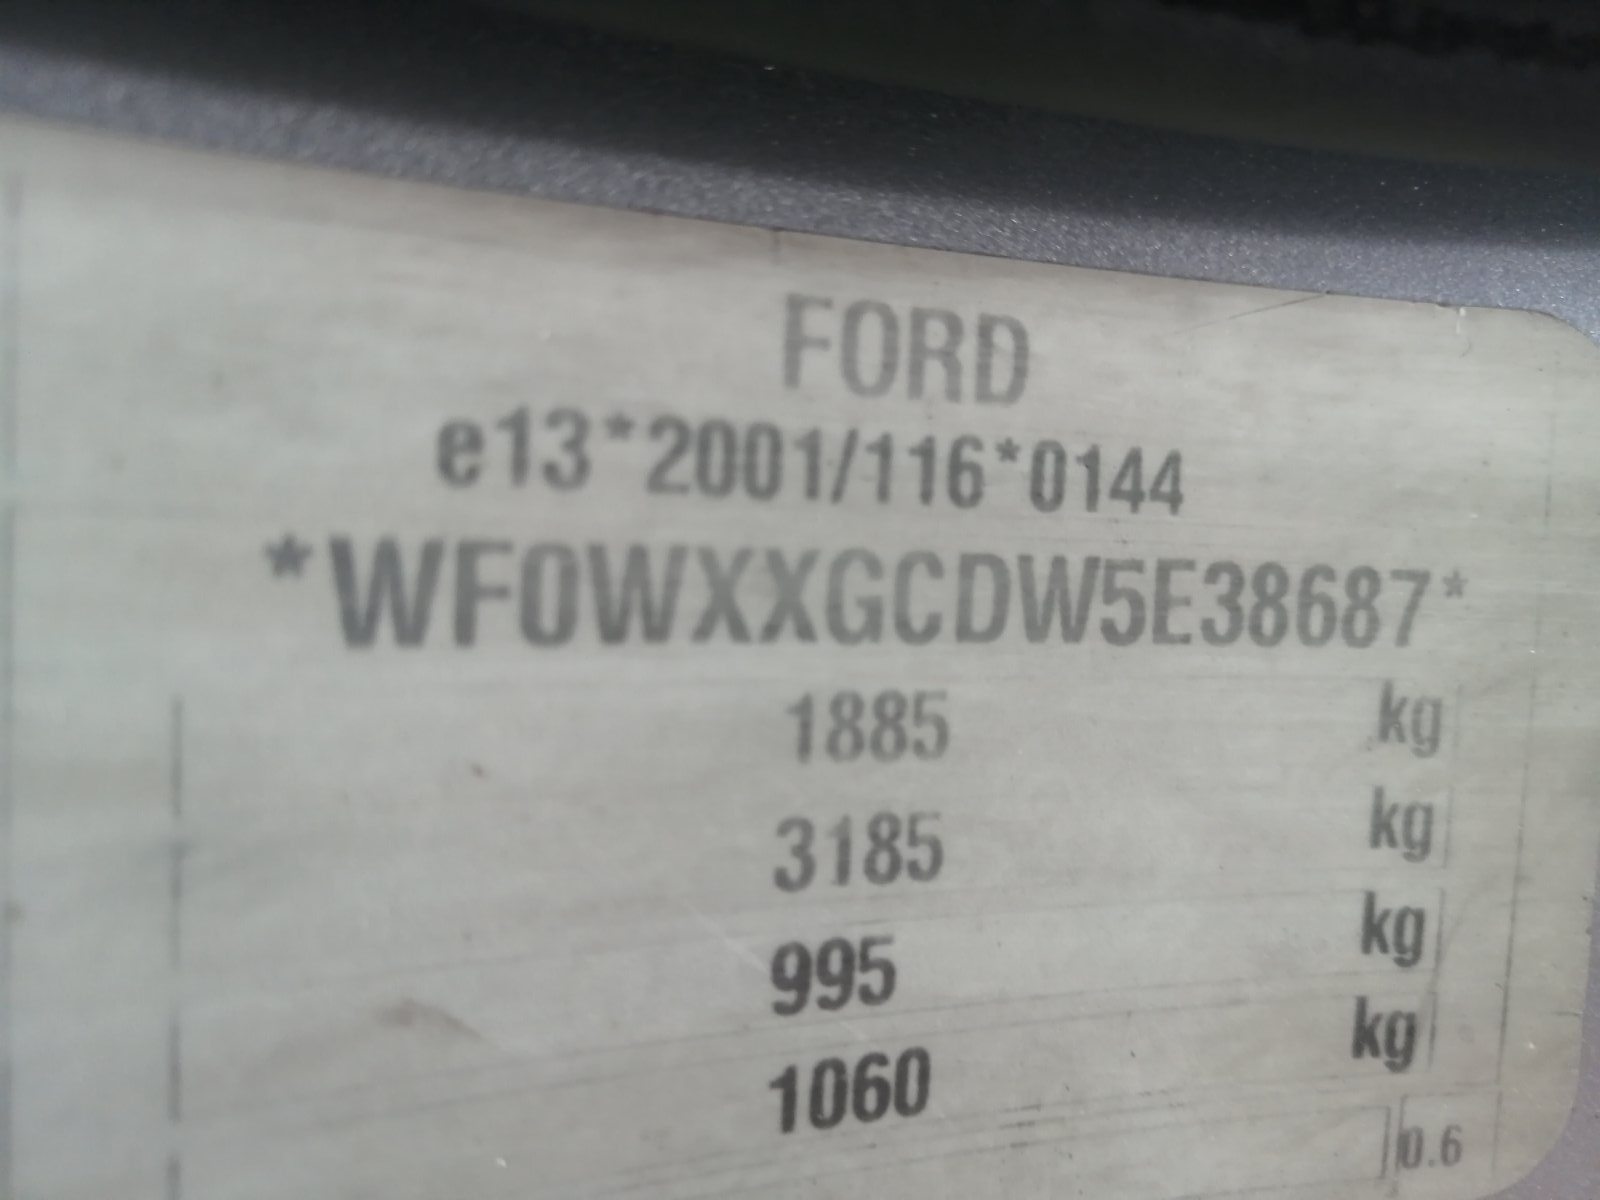 FORD
e13*2001/116*0144
*WF0WXXGCDW5E38687*
1885 kg
3185 kg
995 kg
1060 kg
0.6